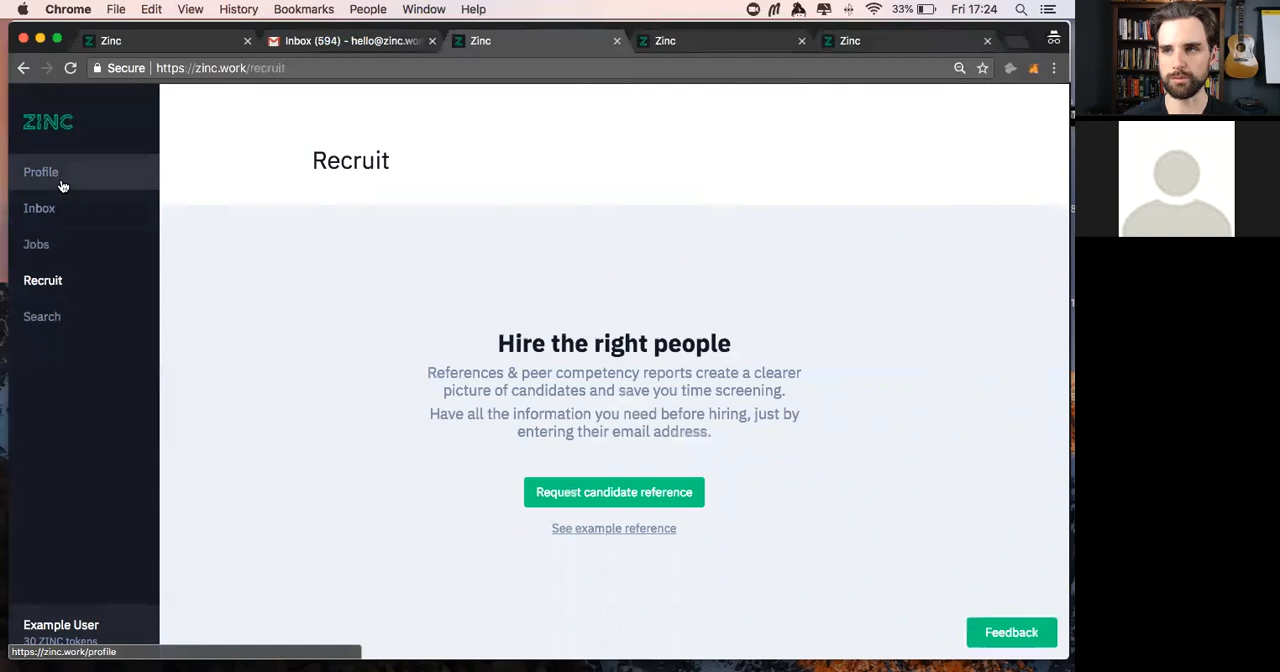 Chrome File Edit View History Bookmarks People Window Help 33% Fri 17:24
Zinc Inbox (594) - hello@zinc.wo Zinc Zinc Zinc
Secure https://zinc.work/recruit
ZINC
Profile
Inbox
Jobs
Recruit
Search
Recruit
Hire the right people
References & peer competency reports create a clearer
picture of candidates and save you time screening.
Have all the information you need before hiring, just by
entering their email address.
Request candidate reference
See example reference
Feedback
Example User
30 ZINC tokens
https://zinc.work/profile